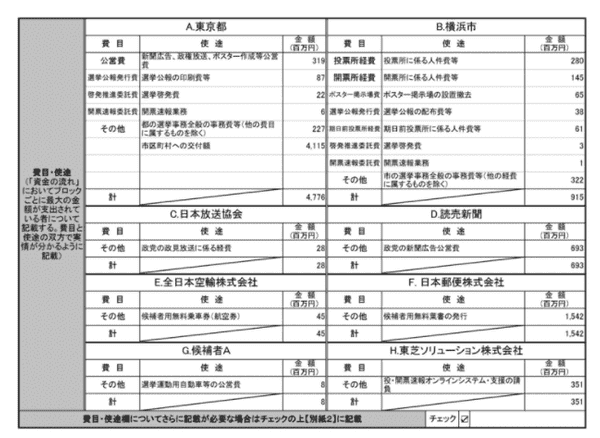 費目・使途
(「資金の流れ」
においてブロック
ごとに最大の金
額が支出されて
いる者について
記載する。費目と
使途の双方で実
情が分かるように
記載)
A.東京都
費 目 使 途 金 額
(百万円)
公営費 新聞広告、政権放送、ポスター作成等公営
費 319
選挙公報発行費 選挙公報の印刷費等 87
啓発推進委託費 選挙啓発費 22
開票速報委託費 開票速報業務 6
その他 都の選挙事務全般の事務費等(他の費目
に属するものを除く) 227
市区町村への交付額 4,115
計 4,776
B.横浜市
費 目 使 途 金 額
(百万円)
投票所経費 投票所に係る人件費等 280
開票所経費 開票所に係る人件費等 145
ポスター掲示場費 ポスター掲示場の設置撤去 65
選挙公報発行費 選挙公報の配布費等 38
期日前投票所経費 期日前投票所に係る人件費等 61
啓発推進委託費 選挙啓発費 3
開票速報委託費 開票速報業務 1
その他 市の選挙事務全般の事務費等(他の経費
に属するものを除く) 322
計 915
C.日本放送協会
費 目 使 途 金 額
(百万円)
その他 政党の政見放送に係る経費 28
計 28
D.読売新聞
費 目 使 途 金 額
(百万円)
その他 政党の新聞広告公営費 693
計 693
E.全日本空輸株式会社
費 目 使 途 金 額
(百万円)
その他 候補者用無料乗車券(航空券) 45
計 45
F. 日本郵便株式会社
費 目 使 途 金 額
(百万円)
その他 候補者用無料葉書の発行 1,542
計 1,542
G.候補者A
費 目 使 途 金 額
(百万円)
その他 選挙運動用自動車等の公営費 8
計 8
H.東芝ソリューション株式会社
費 目 使 途 金 額
(百万円)
その他 投・開票速報オンラインシステム・支援の請
負 351
計 351
費目・使途欄についてさらに記載が必要な場合はチェックの上【別紙2】に記載 チェック ☑